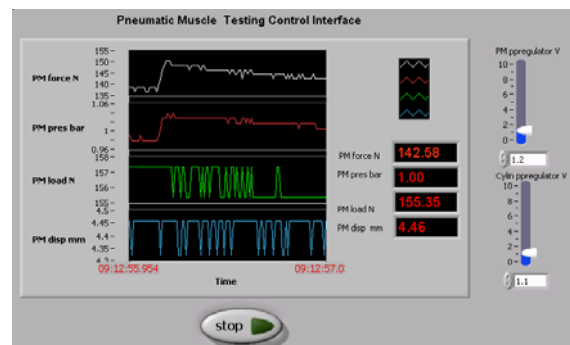 Pneumatic Muscle Testing Control Interface
PM force N
155
150
145
140
135
PM pres bar
1.06
1
0.96
PM load N
158
157
156
155
PM disp mm
4.5
4.45
4.4
4.35
09:12:55.954
09:12:57.0
Time
PM force N 142.58
PM pres bar 1.00
PM load N 155.35
PM disp mm 4.46
PM ppregulator V
10
8
6
4
2
0
1.2
Cylin ppregulator V
10
8
6
4
2
0
1.1
stop